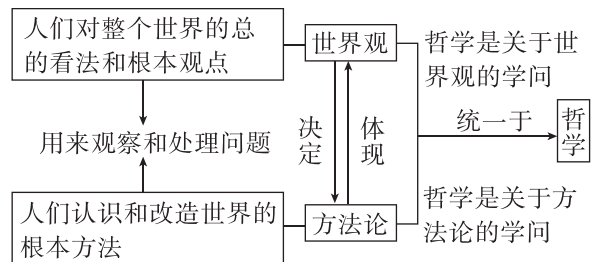 人们对整个世界的总
的看法和根本观点
世界观
哲学是关于世
界观的学问
用来观察和处理问题
决定
体现
统一于
哲学
人们认识和改造世界的
根本方法
方法论
哲学是关于方
法论的学问